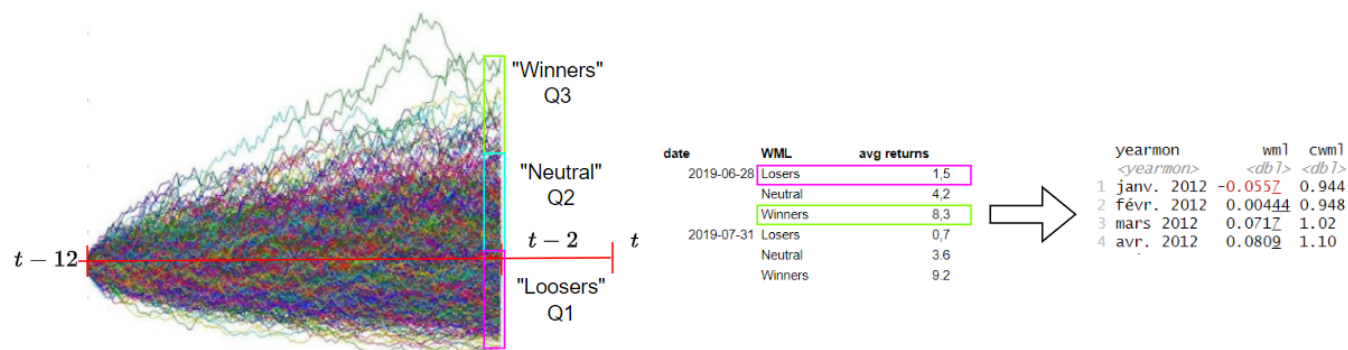 "Winners"
Q3
"Neutral"
Q2
t − 12
t − 2
t
"Loosers"
Q1
date WML avg returns
2019-06-28 Losers 1,5
Neutral 4,2
Winners 8,3
2019-07-31 Losers 0,7
Neutral 3.6
Winners 9.2
yearmon wml cwml
<yearmon> <dbl> <dbl>
1 janv. 2012 -0.0557 0.944
2 févr. 2012 0.00444 0.948
3 mars 2012 0.0717 1.02
4 avr. 2012 0.0809 1.10